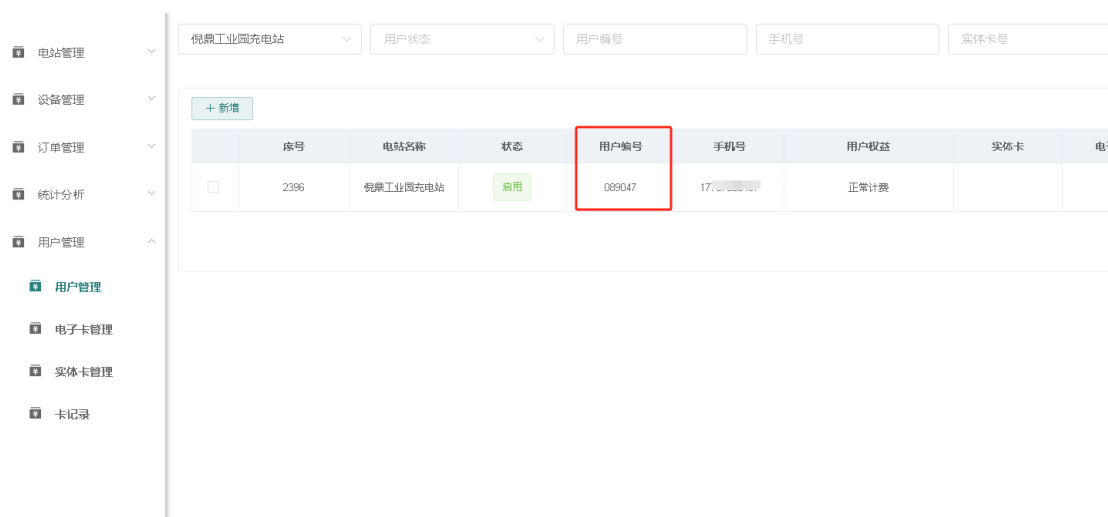 倪鼎工业园充电站 用户状态 用户编号 手机号 实体卡号
电站管理
设备管理
订单管理
统计分析
用户管理
用户管理
电子卡管理
实体卡管理
卡记录
+ 新增
序号 电站名称 状态 用户编号 手机号 用户权益 实体卡 电
2396 倪鼎工业园充电站 启用 089047 正常计费